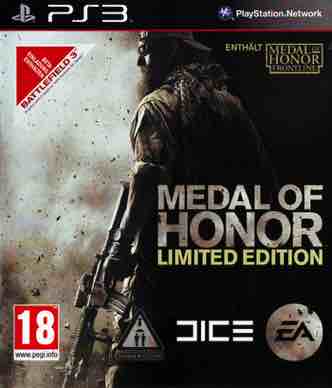 PS3
PlayStation Network
ENTHÄLT
MEDAL OF
HONOR
FRONTLINE
BATTLEFIELD 3
MEDAL OF
HONOR
LIMITED EDITION
18
www.pegi.info
DICE
EA